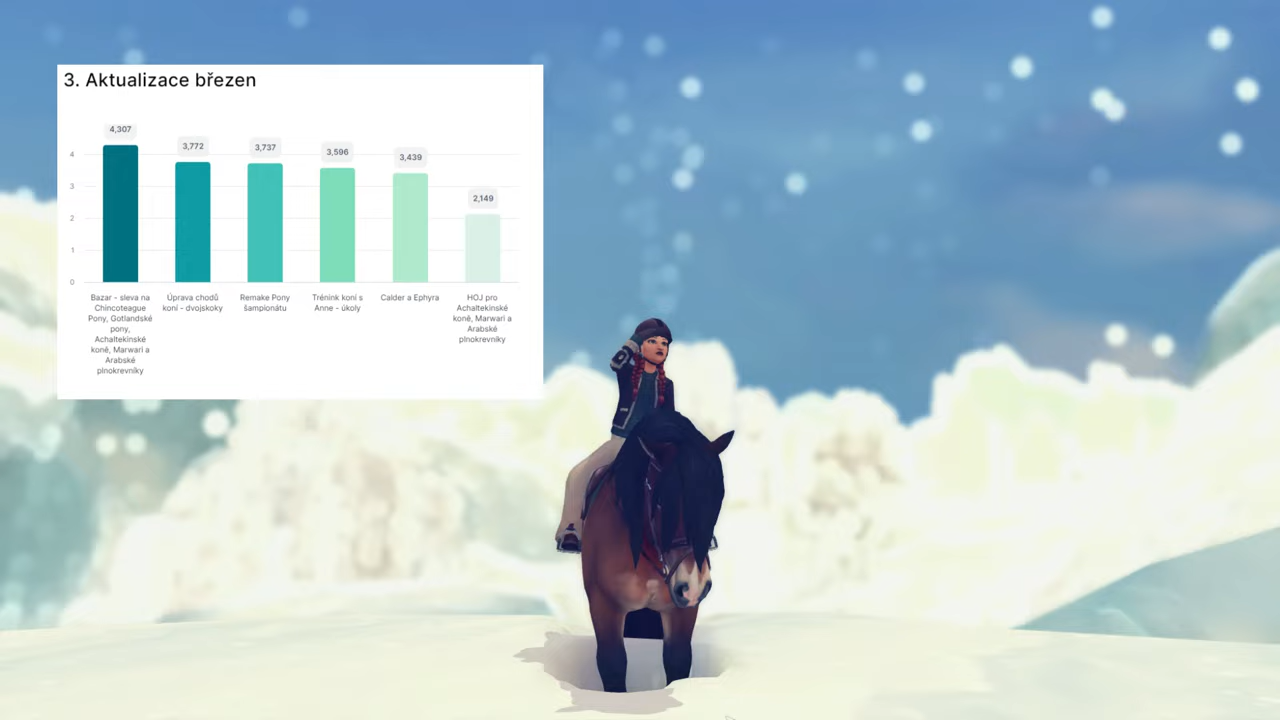 3. Aktualizace březen
4,307
3,772
3,737
3,596
3,439
2,149
4
3
2
1
0
Bazar - sleva na
Chincoteague
Pony, Gotlandské
pony,
Achaltekinské
koně, Marwari a
Arabské
plnokrevníky
Úprava chodů
koní - dvojskoky
Remake Pony
šampionátu
Trénink koní s
Anne - úkoly
Calder a Ephyra
HOJ pro
Achaltekinské
koně, Marwari a
Arabské
plnokrevníky